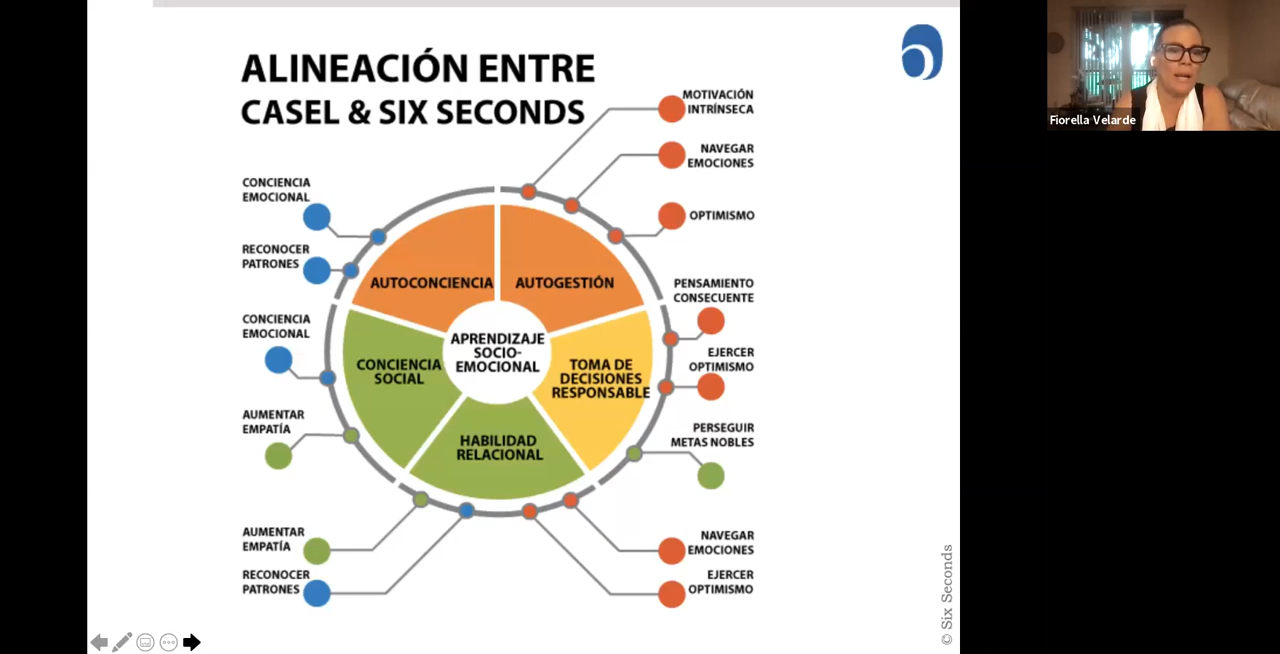 ALINEACIÓN ENTRE
CASEL & SIX SECONDS
MOTIVACIÓN
INTRÍNSECA
NAVEGAR
EMOCIONES
OPTIMISMO
CONCIENCIA
EMOCIONAL
RECONOCER
PATRONES
CONCIENCIA
EMOCIONAL
AUMENTAR
EMPATÍA
AUMENTAR
EMPATÍA
RECONOCER
PATRONES
AUTOCONCIENCIA
AUTOGESTIÓN
APRENDIZAJE
SOCIO-
EMOCIONAL
CONCIENCIA
SOCIAL
TOMA DE
DECISIONES
RESPONSABLE
HABILIDAD
RELACIONAL
PENSAMIENTO
CONSECUENTE
EJERCER
OPTIMISMO
PERSEGUIR
METAS NOBLES
NAVEGAR
EMOCIONES
EJERCER
OPTIMISMO
© Six Seconds
Fiorella Velarde